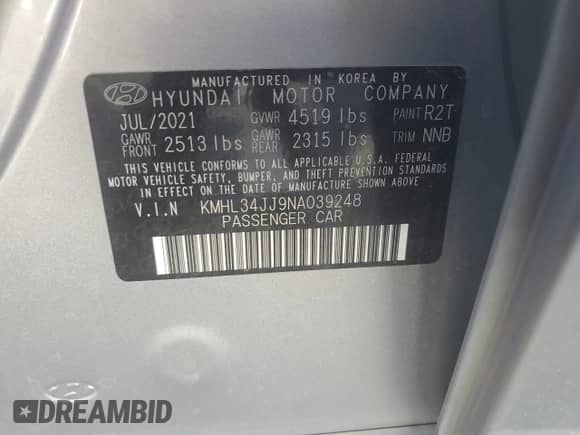 MANUFACTURED IN KOREA BY
HYUNDAI MOTOR COMPANY
JUL/2021 GVWR 4519 lbs PAINT R2T
GAWR FRONT 2513 lbs GAWR REAR 2315 lbs TRIM NNB
THIS VEHICLE CONFORMS TO ALL APPLICABLE U.S.A. FEDERAL
MOTOR VEHICLE SAFETY, BUMPER, AND THEFT PREVENTION STANDARDS
IN EFFECT ON THE DATE OF MANUFACTURE SHOWN ABOVE.
V.I.N KMHL34JJ9NA039248
PASSENGER CAR
DREAMBID